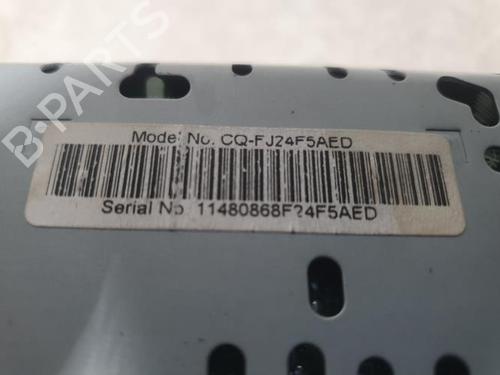 B-PARTS
Model No. CQ-FJ24F5AED
Serial No 11480868F24F5AED